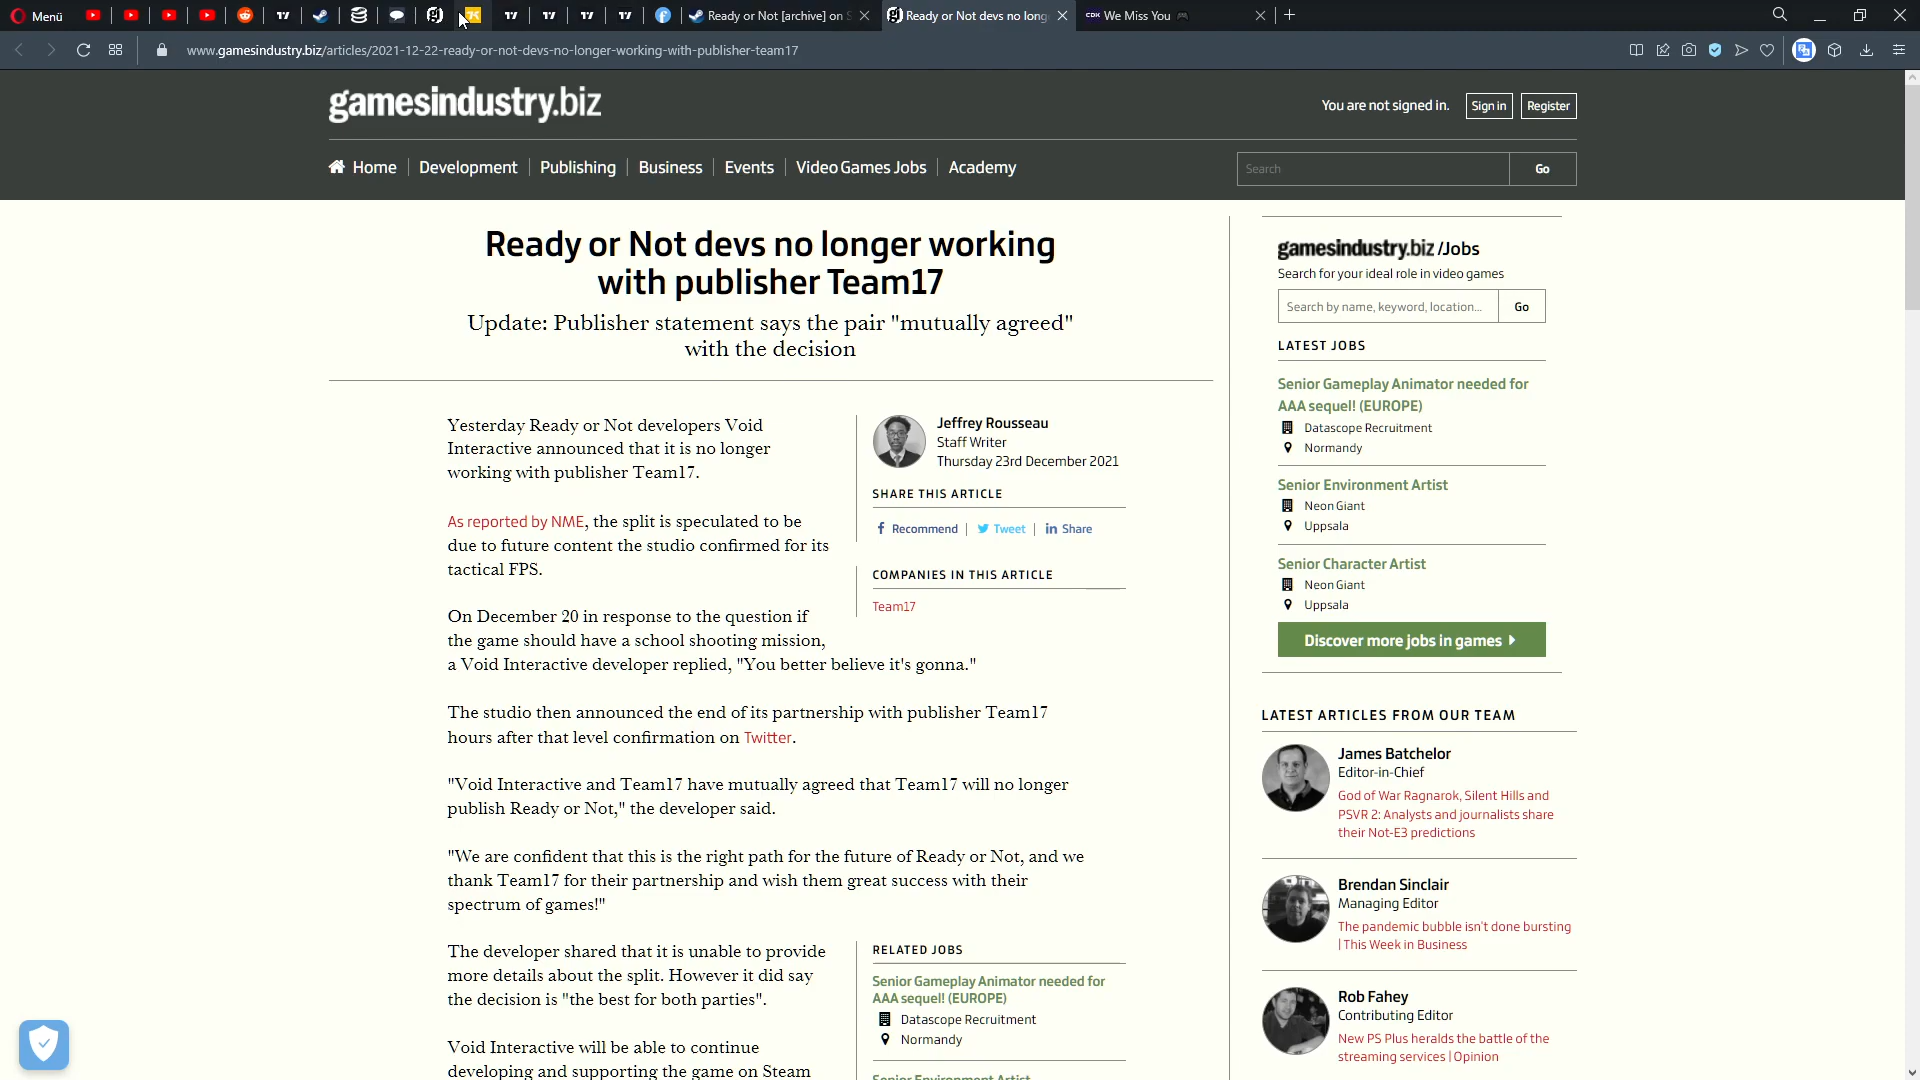 Menü
Ready or Not [archive] on S
Ready or Not devs no long
CDK We Miss You
www.gamesindustry.biz/articles/2021-12-22-ready-or-not-devs-no-longer-working-with-publisher-team17
gamesindustry.biz
You are not signed in.
Sign in
Register
Home
Development
Publishing
Business
Events
Video Games Jobs
Academy
Search
Go
Ready or Not devs no longer working
with publisher Team17
Update: Publisher statement says the pair "mutually agreed"
with the decision
Yesterday Ready or Not developers Void
Interactive announced that it is no longer
working with publisher Team17.
As reported by NME, the split is speculated to be
due to future content the studio confirmed for its
tactical FPS.
On December 20 in response to the question if
the game should have a school shooting mission,
a Void Interactive developer replied, "You better believe it's gonna."
The studio then announced the end of its partnership with publisher Team17
hours after that level confirmation on Twitter.
"Void Interactive and Team17 have mutually agreed that Team17 will no longer
publish Ready or Not," the developer said.
"We are confident that this is the right path for the future of Ready or Not, and we
thank Team17 for their partnership and wish them great success with their
spectrum of games!"
The developer shared that it is unable to provide
more details about the split. However it did say
the decision is "the best for both parties".
Void Interactive will be able to continue
developing and supporting the game on Steam
Jeffrey Rousseau
Staff Writer
Thursday 23rd December 2021
SHARE THIS ARTICLE
Recommend
Tweet
Share
COMPANIES IN THIS ARTICLE
Team17
RELATED JOBS
Senior Gameplay Animator needed for
AAA sequel! (EUROPE)
Datascope Recruitment
Normandy
Senior Environment Artist
gamesindustry.biz /Jobs
Search for your ideal role in video games
Search by name, keyword, location...
Go
LATEST JOBS
Senior Gameplay Animator needed for
AAA sequel! (EUROPE)
Datascope Recruitment
Normandy
Senior Environment Artist
Neon Giant
Uppsala
Senior Character Artist
Neon Giant
Uppsala
Discover more jobs in games
LATEST ARTICLES FROM OUR TEAM
James Batchelor
Editor-in-Chief
God of War Ragnarok, Silent Hills and
PSVR 2: Analysts and journalists share
their Not-E3 predictions
Brendan Sinclair
Managing Editor
The pandemic bubble isn't done bursting
| This Week in Business
Rob Fahey
Contributing Editor
New PS Plus heralds the battle of the
streaming services | Opinion